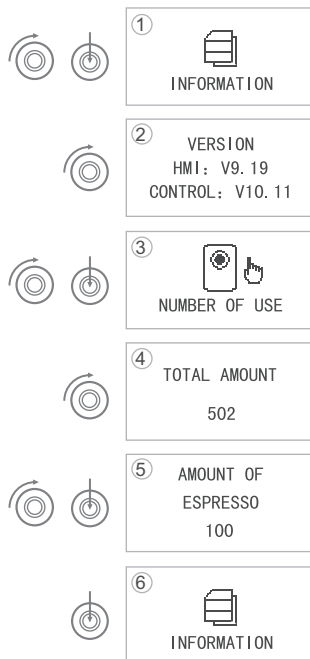 ①
INFORMATION
②
VERSION
HMI: V9.19
CONTROL: V10.11
③
NUMBER OF USE
④
TOTAL AMOUNT
502
⑤
AMOUNT OF
ESPRESSO
100
⑥
INFORMATION